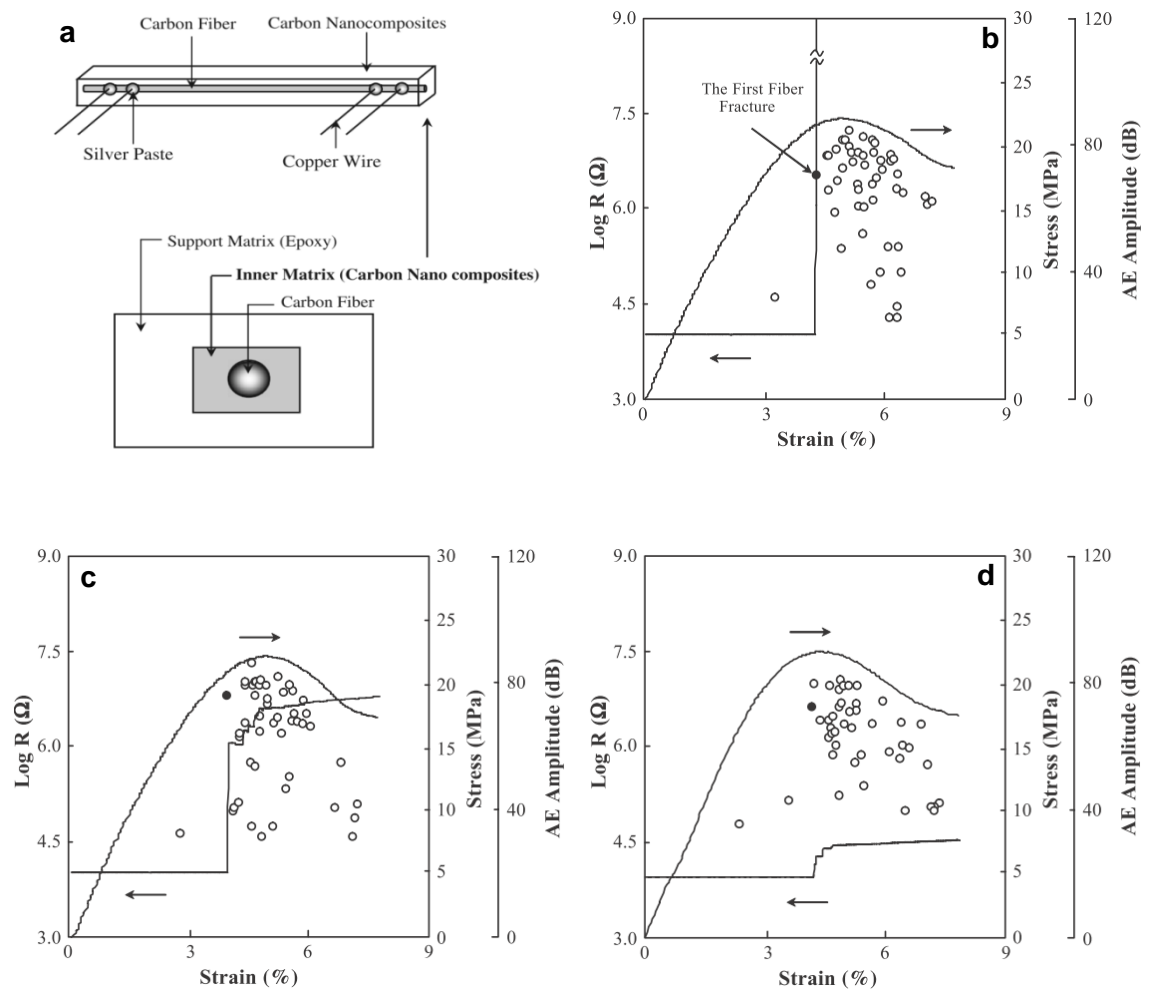 a
Carbon Fiber
Carbon Nanocomposites
Silver Paste
Copper Wire
Support Matrix (Epoxy)
Inner Matrix (Carbon Nano composites)
Carbon Fiber
b
9.0
7.5
6.0
4.5
3.0
Log R (Ω)
The First Fiber
Fracture
30
25
20
15
10
5
0
Stress (MPa)
120
80
40
0
AE Amplitude (dB)
0
3
6
9
Strain (%)
c
9.0
7.5
6.0
4.5
3.0
Log R (Ω)
30
25
20
15
10
5
0
Stress (MPa)
120
80
40
0
AE Amplitude (dB)
0
3
6
9
Strain (%)
d
9.0
7.5
6.0
4.5
3.0
Log R (Ω)
30
25
20
15
10
5
0
Stress (MPa)
120
80
40
0
AE Amplitude (dB)
0
3
6
9
Strain (%)